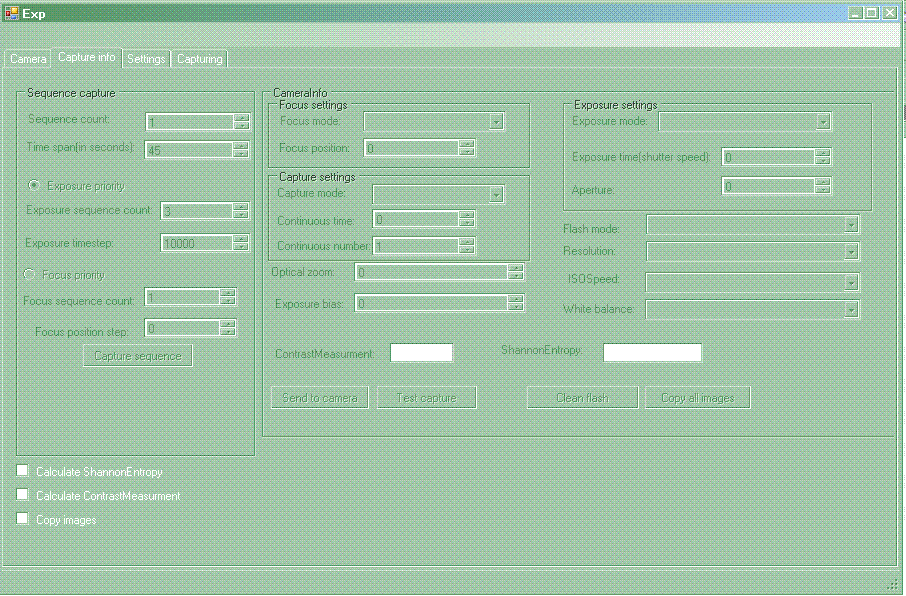 Exp
Camera Capture info Settings Capturing
Sequence capture
Sequence count: 1
Time span(in seconds): 45
Exposure priority
Exposure sequence count: 3
Exposure timestep: 10000
Focus priority
Focus sequence count: 1
Focus position step: 0
Capture sequence
CameraInfo
Focus settings
Focus mode:
Focus position: 0
Capture settings
Capture mode:
Continuous time: 0
Continuous number: 1
Optical zoom: 0
Exposure bias: 0
Exposure settings
Exposure mode:
Exposure time(shutter speed): 0
Aperture: 0
Flash mode:
Resolution:
ISOSpeed:
White balance:
ContrastMeasurment:
ShannonEntropy:
Send to camera Test capture Clean flash Copy all images
Calculate ShannonEntropy
Calculate ContrastMeasurment
Copy images